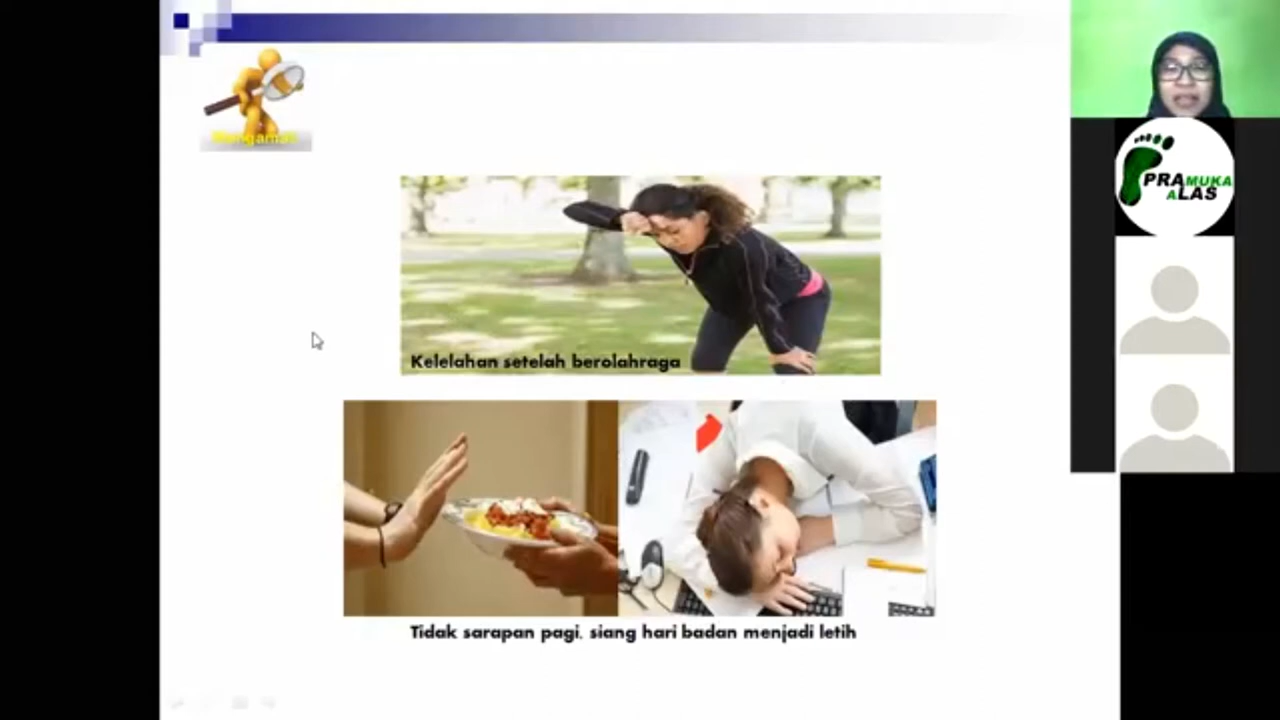 Mengamati
PRAMUKA
ALAS
Kelelahan setelah berolahraga
Tidak sarapan pagi, siang hari badan menjadi letih